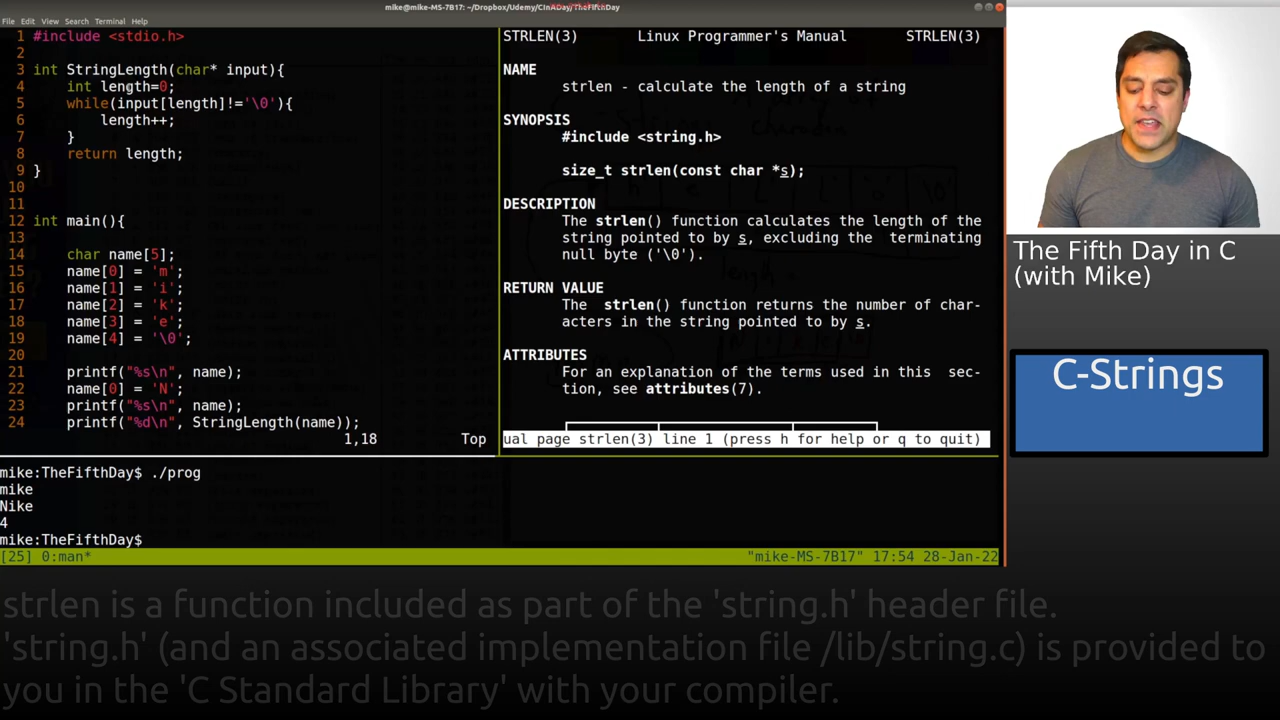 mike@mike-MS-7B17: ~/Dropbox/Udemy/CInADay/TheFifthDay
File Edit View Search Terminal Help
1 #include <stdio.h>
2
3 int StringLength(char* input){
4 int length=0;
5 while(input[length]!='\0'){
6 length++;
7 }
8 return length;
9 }
10
11
12 int main(){
13
14 char name[5];
15 name[0] = 'm';
16 name[1] = 'i';
17 name[2] = 'k';
18 name[3] = 'e';
19 name[4] = '\0';
20
21 printf("%s\n", name);
22 name[0] = 'N';
23 printf("%s\n", name);
24 printf("%d\n", StringLength(name));
1,18 Top
STRLEN(3) Linux Programmer's Manual STRLEN(3)
NAME
strlen - calculate the length of a string
SYNOPSIS
#include <string.h>
size_t strlen(const char *s);
DESCRIPTION
The strlen() function calculates the length of the
string pointed to by s, excluding the terminating
null byte ('\0').
RETURN VALUE
The strlen() function returns the number of char-
acters in the string pointed to by s.
ATTRIBUTES
For an explanation of the terms used in this sec-
tion, see attributes(7).
ual page strlen(3) line 1 (press h for help or q to quit)
mike:TheFifthDay$ ./prog
mike
Nike
4
mike:TheFifthDay$
[25] 0:man* "mike-MS-7B17" 17:54 28-Jan-22
The Fifth Day in C
(with Mike)
C-Strings
strlen is a function included as part of the 'string.h' header file.
'string.h' (and an associated implementation file /lib/string.c) is provided to
you in the 'C Standard Library' with your compiler.